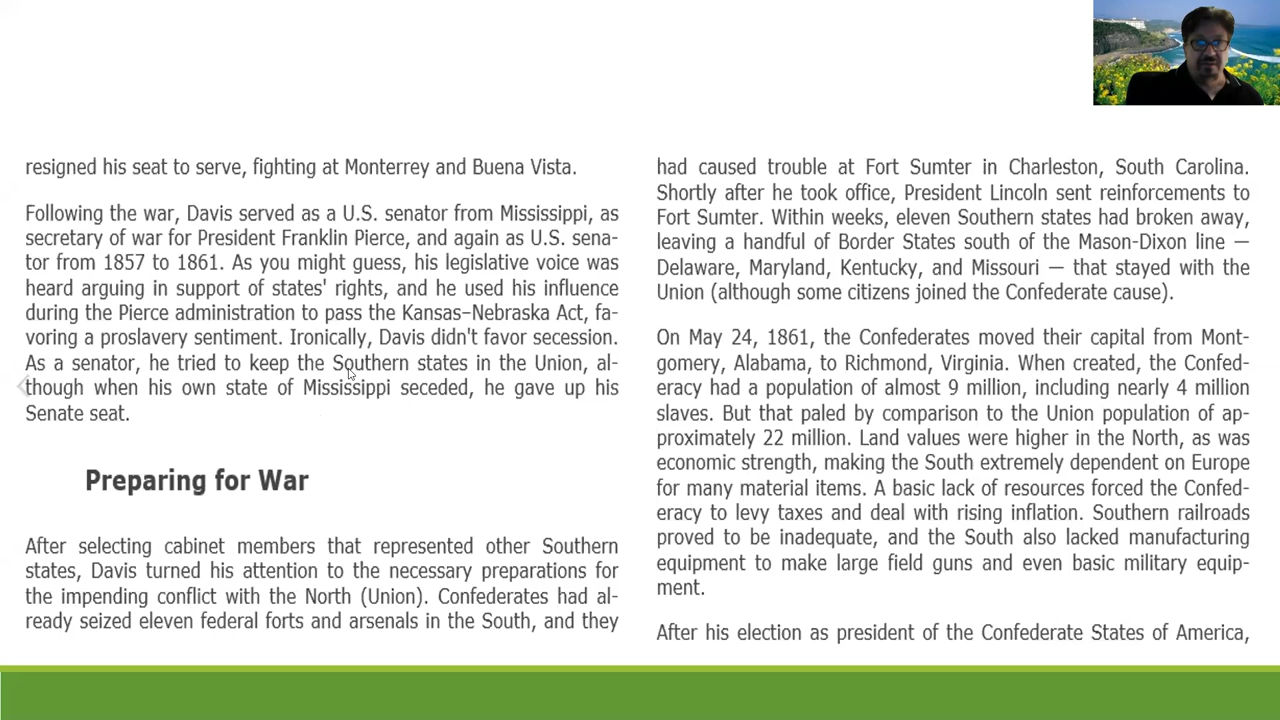 resigned his seat to serve, fighting at Monterrey and Buena Vista.
Following the war, Davis served as a U.S. senator from Mississippi, as
secretary of war for President Franklin Pierce, and again as U.S. sena-
tor from 1857 to 1861. As you might guess, his legislative voice was
heard arguing in support of states' rights, and he used his influence
during the Pierce administration to pass the Kansas–Nebraska Act, fa-
voring a proslavery sentiment. Ironically, Davis didn't favor secession.
As a senator, he tried to keep the Southern states in the Union, al-
though when his own state of Mississippi seceded, he gave up his
Senate seat.
Preparing for War
After selecting cabinet members that represented other Southern
states, Davis turned his attention to the necessary preparations for
the impending conflict with the North (Union). Confederates had al-
ready seized eleven federal forts and arsenals in the South, and they
had caused trouble at Fort Sumter in Charleston, South Carolina.
Shortly after he took office, President Lincoln sent reinforcements to
Fort Sumter. Within weeks, eleven Southern states had broken away,
leaving a handful of Border States south of the Mason-Dixon line —
Delaware, Maryland, Kentucky, and Missouri — that stayed with the
Union (although some citizens joined the Confederate cause).
On May 24, 1861, the Confederates moved their capital from Mont-
gomery, Alabama, to Richmond, Virginia. When created, the Confed-
eracy had a population of almost 9 million, including nearly 4 million
slaves. But that paled by comparison to the Union population of ap-
proximately 22 million. Land values were higher in the North, as was
economic strength, making the South extremely dependent on Europe
for many material items. A basic lack of resources forced the Confed-
eracy to levy taxes and deal with rising inflation. Southern railroads
proved to be inadequate, and the South also lacked manufacturing
equipment to make large field guns and even basic military equip-
ment.
After his election as president of the Confederate States of America,